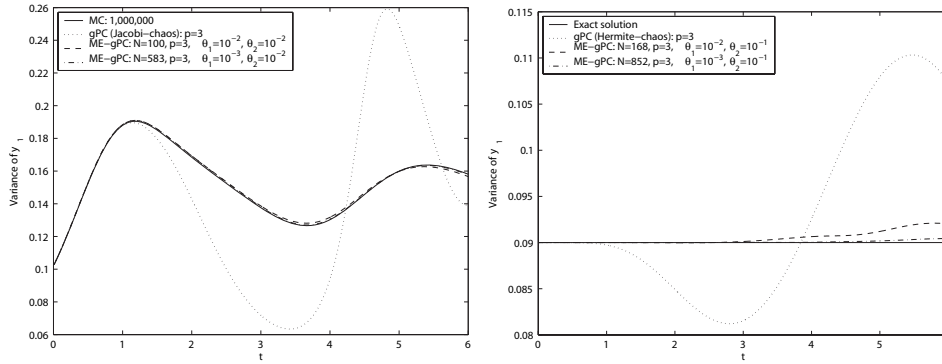 MC: 1,000,000
gPC (Jacobi−chaos): p=3
ME−gPC: N=100, p=3, θ1=10−2, θ2=10−2
ME−gPC: N=583, p=3, θ1=10−3, θ2=10−2
0.26
0.24
0.22
0.2
0.18
0.16
0.14
0.12
0.1
0.08
0.06
Variance of y1
0 1 2 3 4 5 6
t
Exact solution
gPC (Hermite−chaos): p=3
ME−gPC: N=168, p=3, θ1=10−2, θ2=10−1
ME−gPC: N=852, p=3, θ1=10−3, θ2=10−1
0.115
0.11
0.105
0.1
0.095
0.09
0.085
0.08
Variance of y1
0 1 2 3 4 5
t